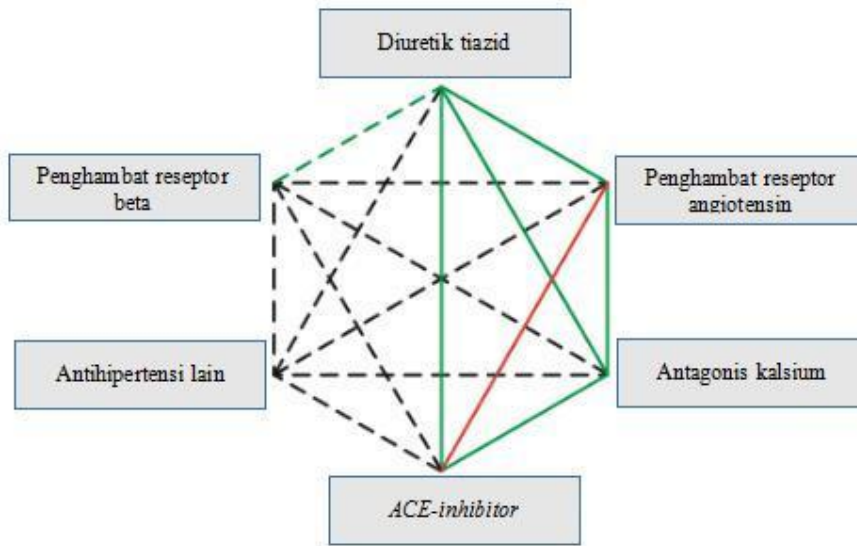 Diuretik tiazid
Penghambat reseptor
beta
Penghambat reseptor
angiotensin
Antihipertensi lain
Antagonis kalsium
ACE-inhibitor